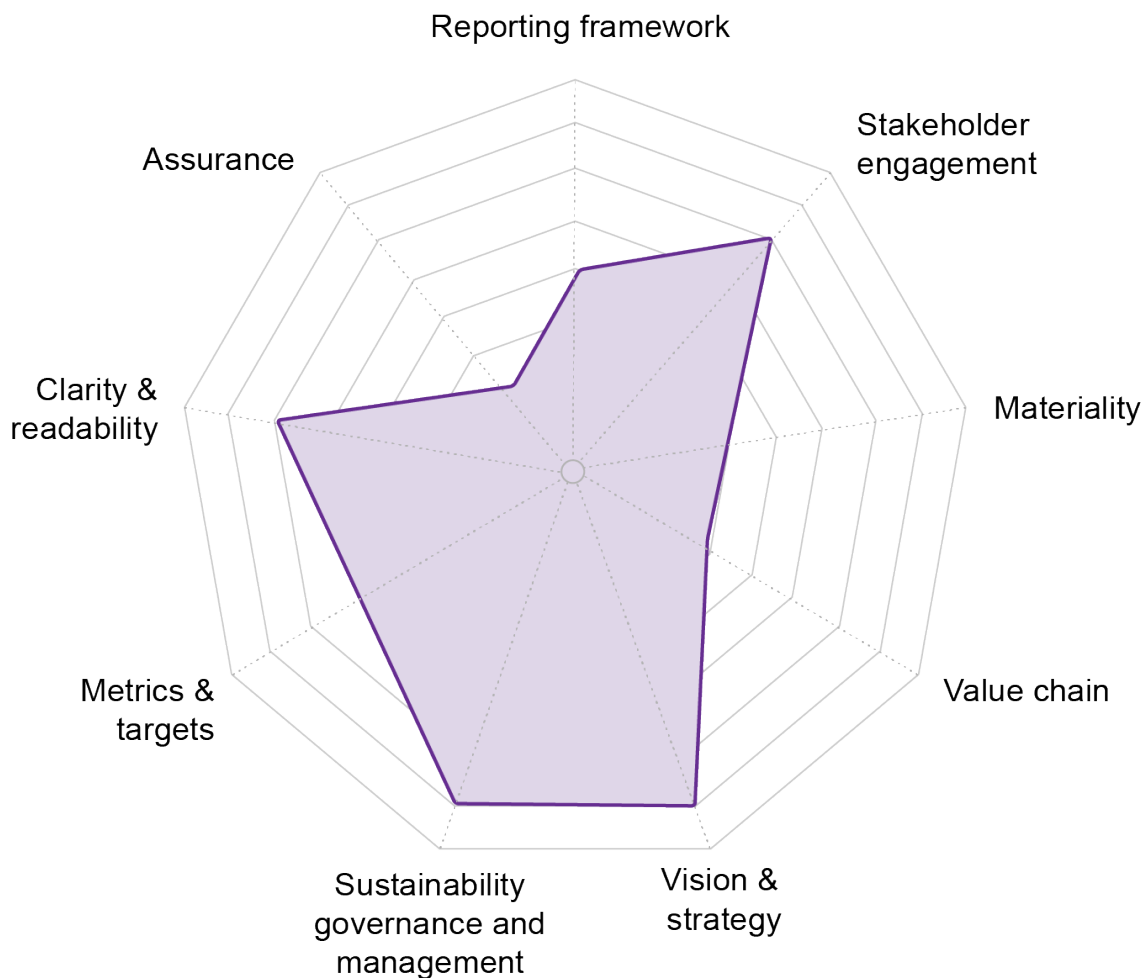 Reporting framework
Stakeholder
engagement
Assurance
Clarity &
readability
Materiality
Metrics &
targets
Value chain
Sustainability
governance and
management
Vision &
strategy